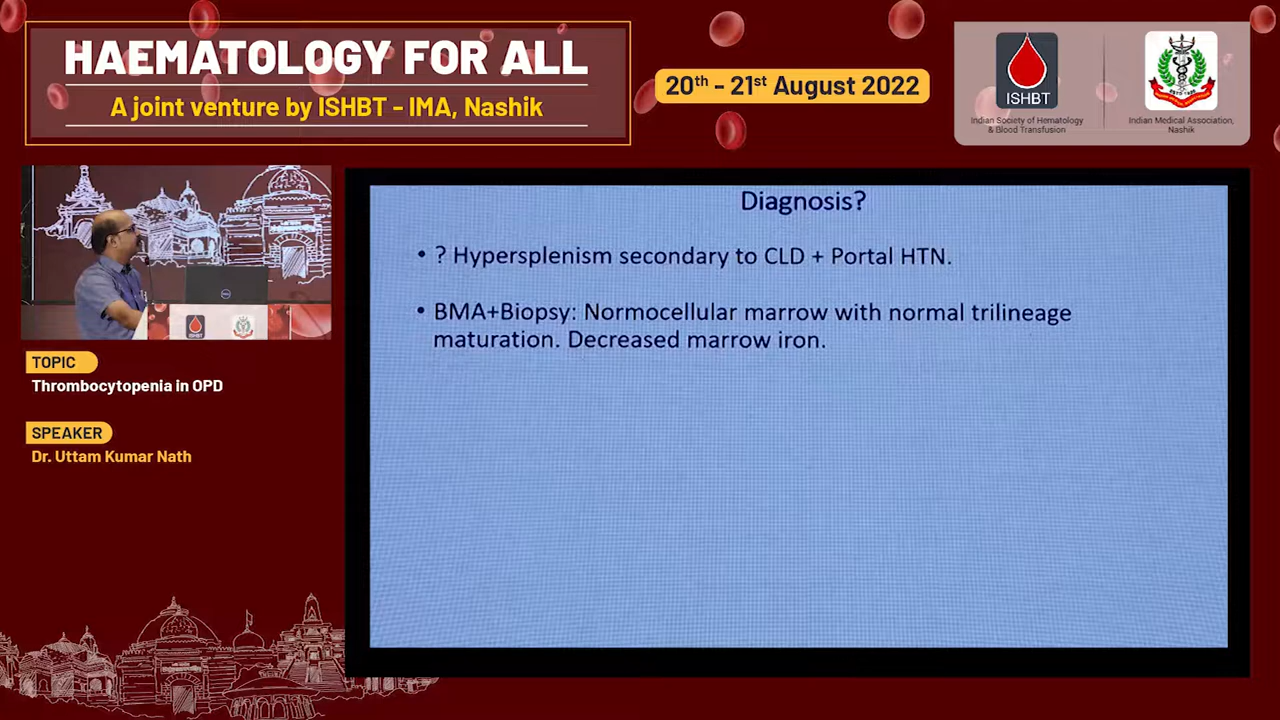 HAEMATOLOGY FOR ALL
A joint venture by ISHBT - IMA, Nashik
20th - 21st August 2022
ISHBT
Indian Society of Hematology
& Blood Transfusion
Indian Medical Association,
Nashik
TOPIC
Thrombocytopenia in OPD
SPEAKER
Dr. Uttam Kumar Nath
Diagnosis?
• ? Hypersplenism secondary to CLD + Portal HTN.
• BMA+Biopsy: Normocellular marrow with normal trilineage
maturation. Decreased marrow iron.